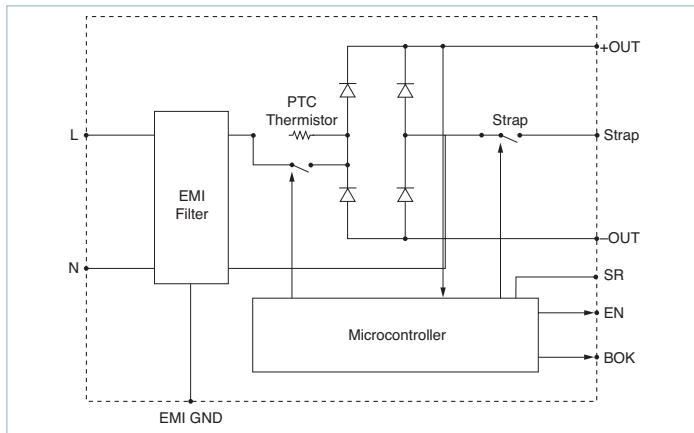 +OUT
PTC
Thermistor
Strap
L
Strap
EMI
Filter
–OUT
N
SR
EN
Microcontroller
BOK
EMI GND